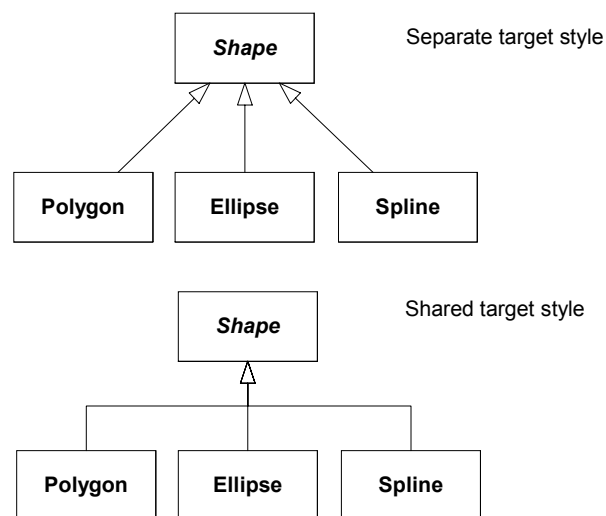 Shape
Separate target style
Polygon
Ellipse
Spline
Shape
Shared target style
Polygon
Ellipse
Spline